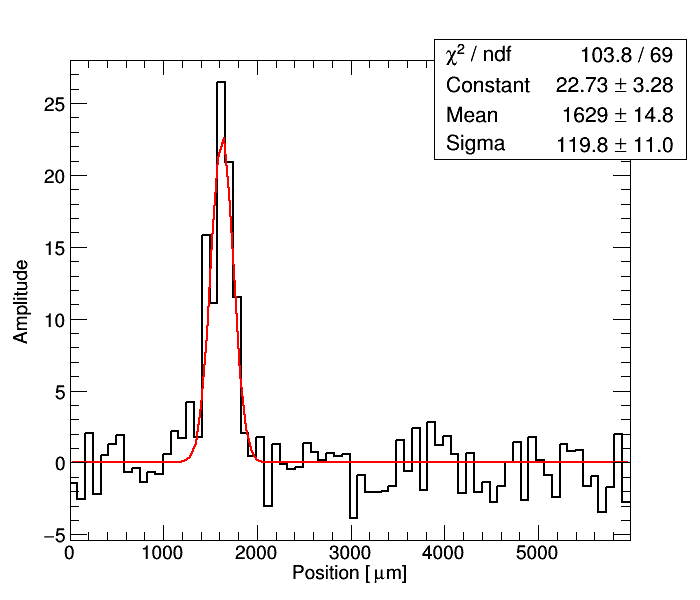 χ² / ndf 103.8 / 69
Constant 22.73 ± 3.28
Mean 1629 ± 14.8
Sigma 119.8 ± 11.0
Amplitude
25
20
15
10
5
0
−5
0 1000 2000 3000 4000 5000
Position [ μm]